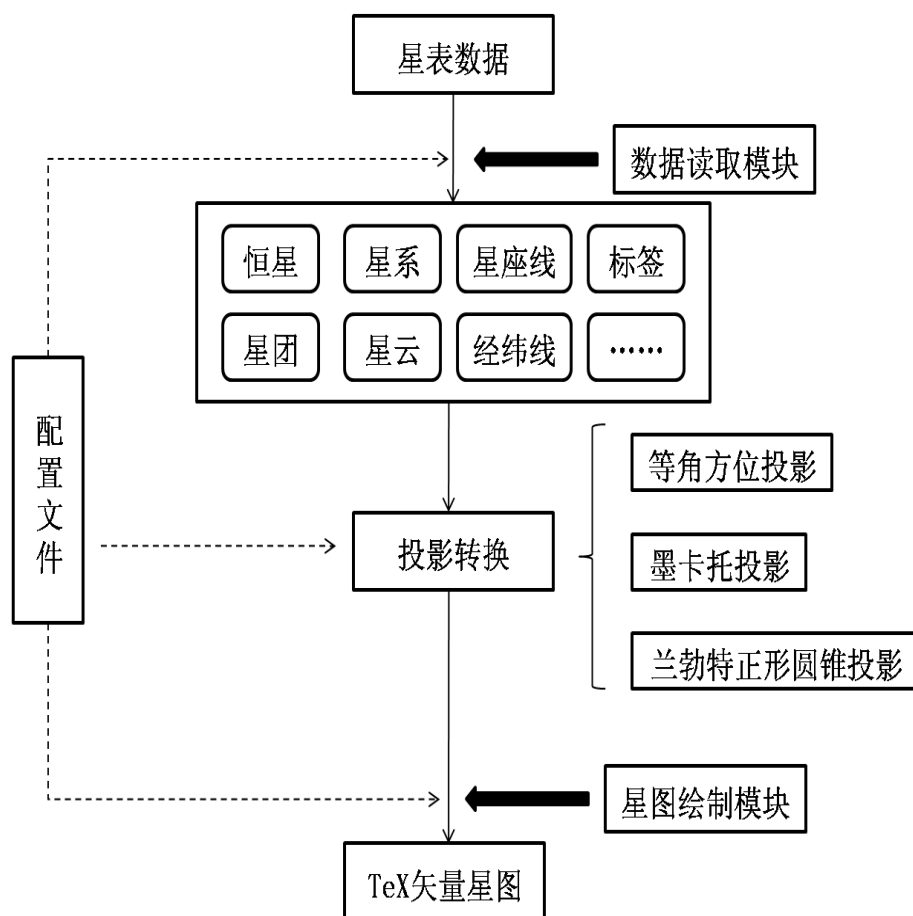 星表数据
数据读取模块
恒星
星系
星座线
标签
星团
星云
经纬线
……
配置文件
等角方位投影
投影转换
墨卡托投影
兰勃特正形圆锥投影
星图绘制模块
TeX矢量星图